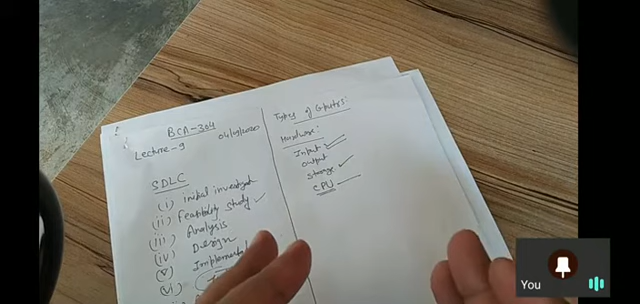 BCA-304
Lecture-9
04/11/2020
SDLC
(i) initial investigat
(ii) Feasibility study
(iii) Analysis
(iv) Design
(v) Implementat
(vi)
Types of Computers:
Hardware:
Input
Output
Storage
CPU
You